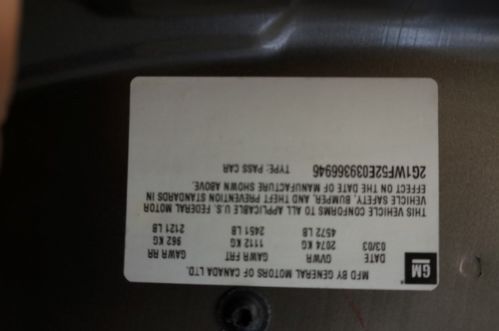 GM
MFD BY GENERAL MOTORS OF CANADA LTD.
DATE GVWR GAWR FRT GAWR RR
03/03 2074 KG 1112 KG 962 KG
4572 LB 2451 LB 2121 LB
THIS VEHICLE CONFORMS TO ALL APPLICABLE U.S. FEDERAL MOTOR
VEHICLE SAFETY, BUMPER, AND THEFT PREVENTION STANDARDS IN
EFFECT ON THE DATE OF MANUFACTURE SHOWN ABOVE.
2G1WF52E039366946 TYPE: PASS CAR